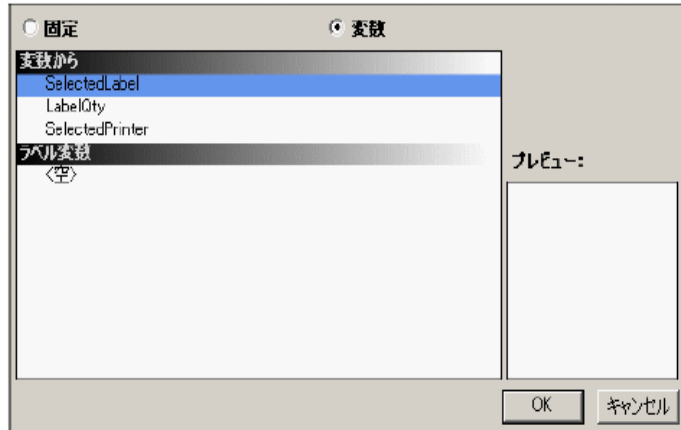 固定 変数
変数から
SelectedLabel
LabelQty
SelectedPrinter
ラベル変数
<空>
プレビュー:
OK キャンセル